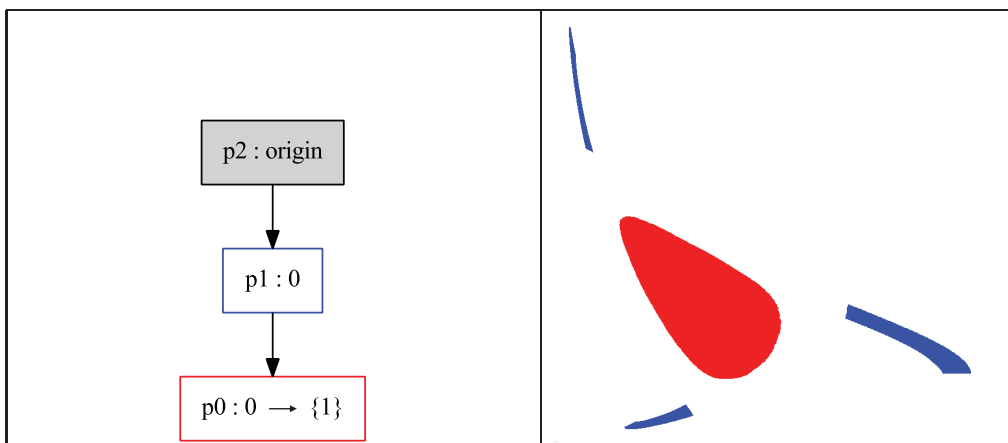 p2 : origin
p1 : 0
p0 : 0 → {1}